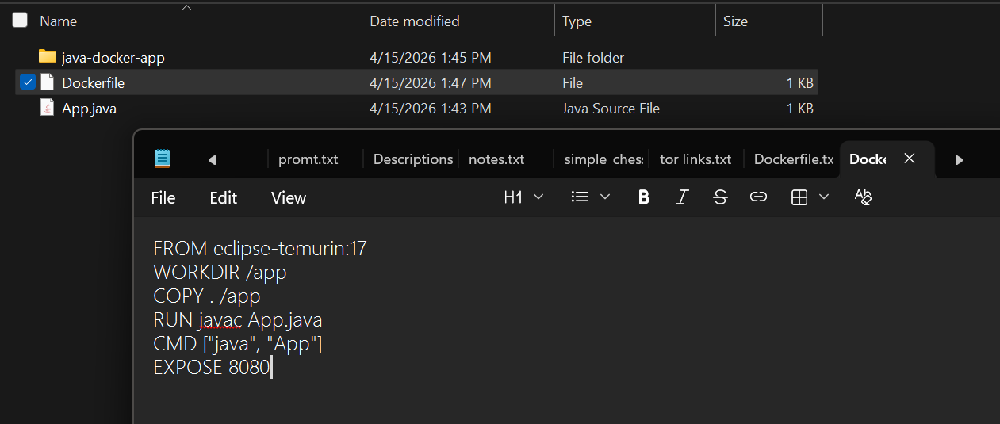 Name Date modified Type Size
java-docker-app 4/15/2026 1:45 PM File folder
Dockerfile 4/15/2026 1:47 PM File 1 KB
App.java 4/15/2026 1:43 PM Java Source File 1 KB
promt.txt Descriptions notes.txt simple_ches tor links.txt Dockerfile.tx Docke
File Edit View H1 B I S
FROM eclipse-temurin:17
WORKDIR /app
COPY . /app
RUN javac App.java
CMD ["java", "App"]
EXPOSE 8080